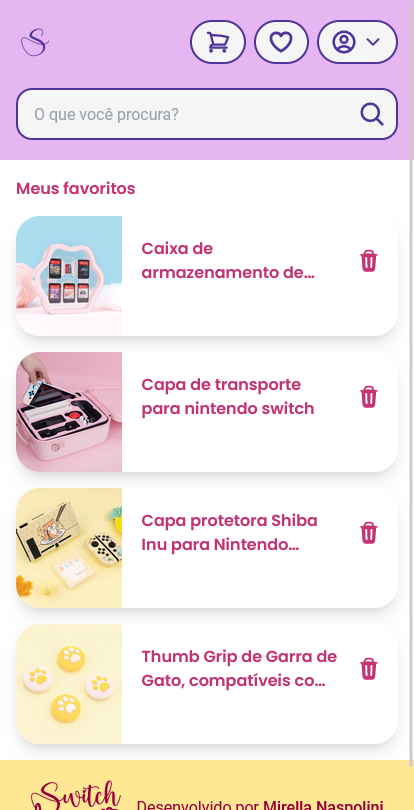 S
O que você procura?
Meus favoritos
Caixa de
armazenamento de...
Capa de transporte
para nintendo switch
Capa protetora Shiba
Inu para Nintendo...
Thumb Grip de Garra de
Gato, compatíveis co...
Switch
Desenvolvido por Mirella Naspolini